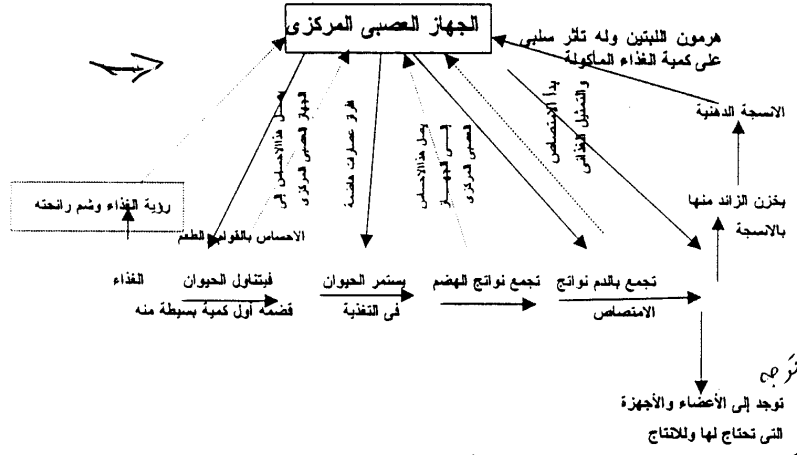 الجهاز العصبى المركزى
هرمون اللبتين وله تأثر سلبى
على كمية الغذاء المأكولة
الانسجة الدهنية
يخزن الزائد منها
بالانسجة
بدأ الامتصاص
والتمثيل الغذائى
يصل هذا الاحساس
إلى الجهاز
العصبى المركزى
فرز عصارات هاضمة
يصل هذا الاحساس إلى
الجهاز العصبى المركزى
رؤية الغذاء وشم رائحته
الاحساس بالقوام الطعم
الغذاء
فيتناول الحيوان
قضمه أول كمية بسيطة منه
يستمر الحيوان
فى التغذية
تجمع نواتج الهضم
تجمع بالدم نواتج
الامتصاص
توجه
توجد إلى الأعضاء والأجهزة
التى تحتاج لها وللانتاج